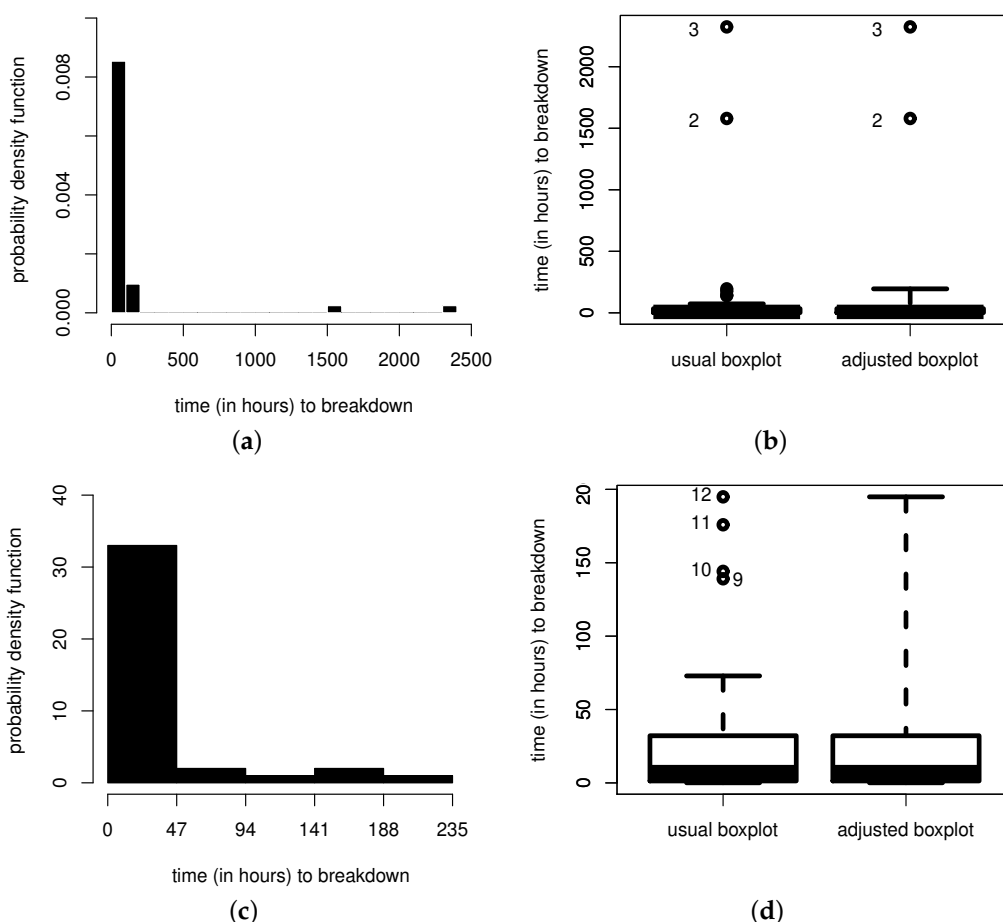 probability density function
0.000 0.004 0.008
0 500 1000 1500 2000 2500
time (in hours) to breakdown
(a)
time (in hours) to breakdown
0 500 1000 1500 2000
3 3
2 2
usual boxplot adjusted boxplot
(b)
probability density function
0 10 20 30 40
0 47 94 141 188 235
time (in hours) to breakdown
(c)
time (in hours) to breakdown
0 50 100 150 20
12
11
10 9
usual boxplot adjusted boxplot
(d)